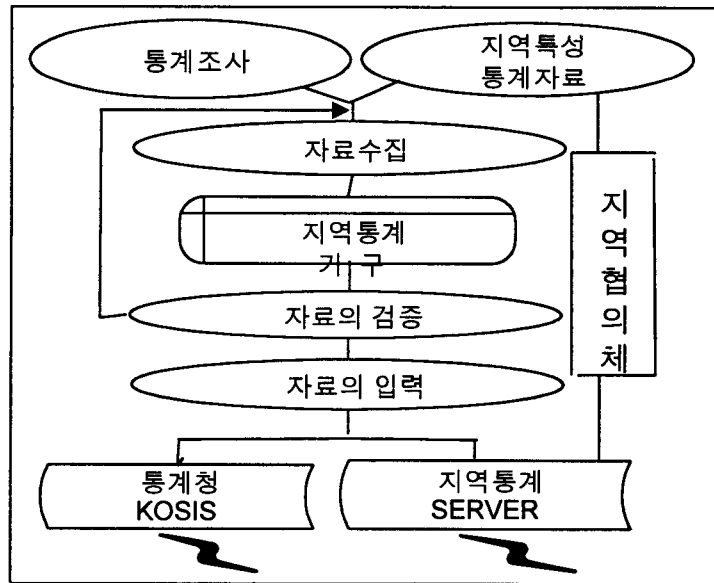 통계조사
지역특성
통계자료
자료수집
지역통계
기 구
지역협의체
자료의 검증
자료의 입력
통계청
KOSIS
지역통계
SERVER